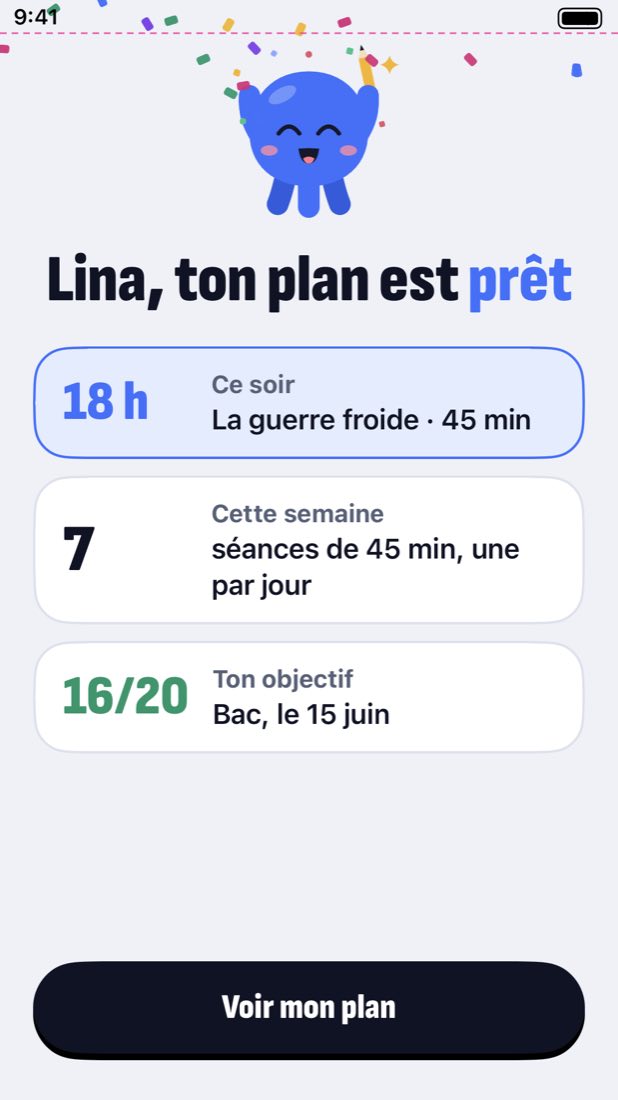 9:41
Lina, ton plan est prêt
18 h
Ce soir
La guerre froide · 45 min
7
Cette semaine
séances de 45 min, une
par jour
16/20
Ton objectif
Bac, le 15 juin
Voir mon plan